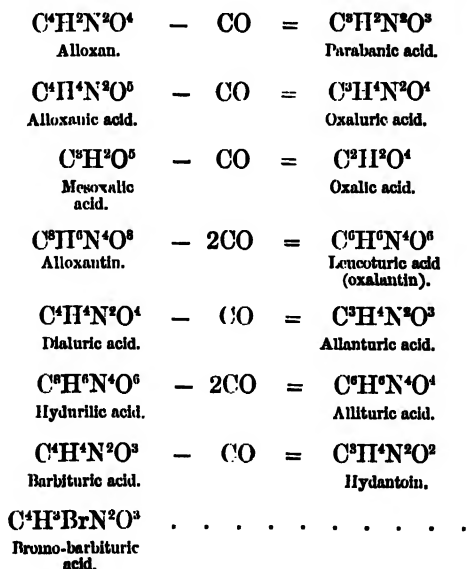 C⁴H²N²O⁴ – CO = C³H²N²O³
Alloxan. Parabanic acid.
C⁴H⁴N²O⁵ – CO = C³H⁴N²O⁴
Alloxanic acid. Oxaluric acid.
C³H²O⁵ – CO = C²H²O⁴
Mesoxalic Oxalic acid.
acid.
C⁸H⁶N⁴O⁸ – 2CO = C⁶H⁶N⁴O⁶
Alloxantin. Leucoturic acid
(oxalantin).
C⁴H⁴N²O⁴ – CO = C³H⁴N²O³
Dialuric acid. Allanturic acid.
C⁸H⁶N⁴O⁶ – 2CO = C⁶H⁶N⁴O⁴
Hydurilic acid. Allituric acid.
C⁴H⁴N²O³ – CO = C³H⁴N²O²
Barbituric acid. Hydantoin.
C⁴H³BrN²O³ . . . . . . . . . . .
Bromo-barbituric
acid.